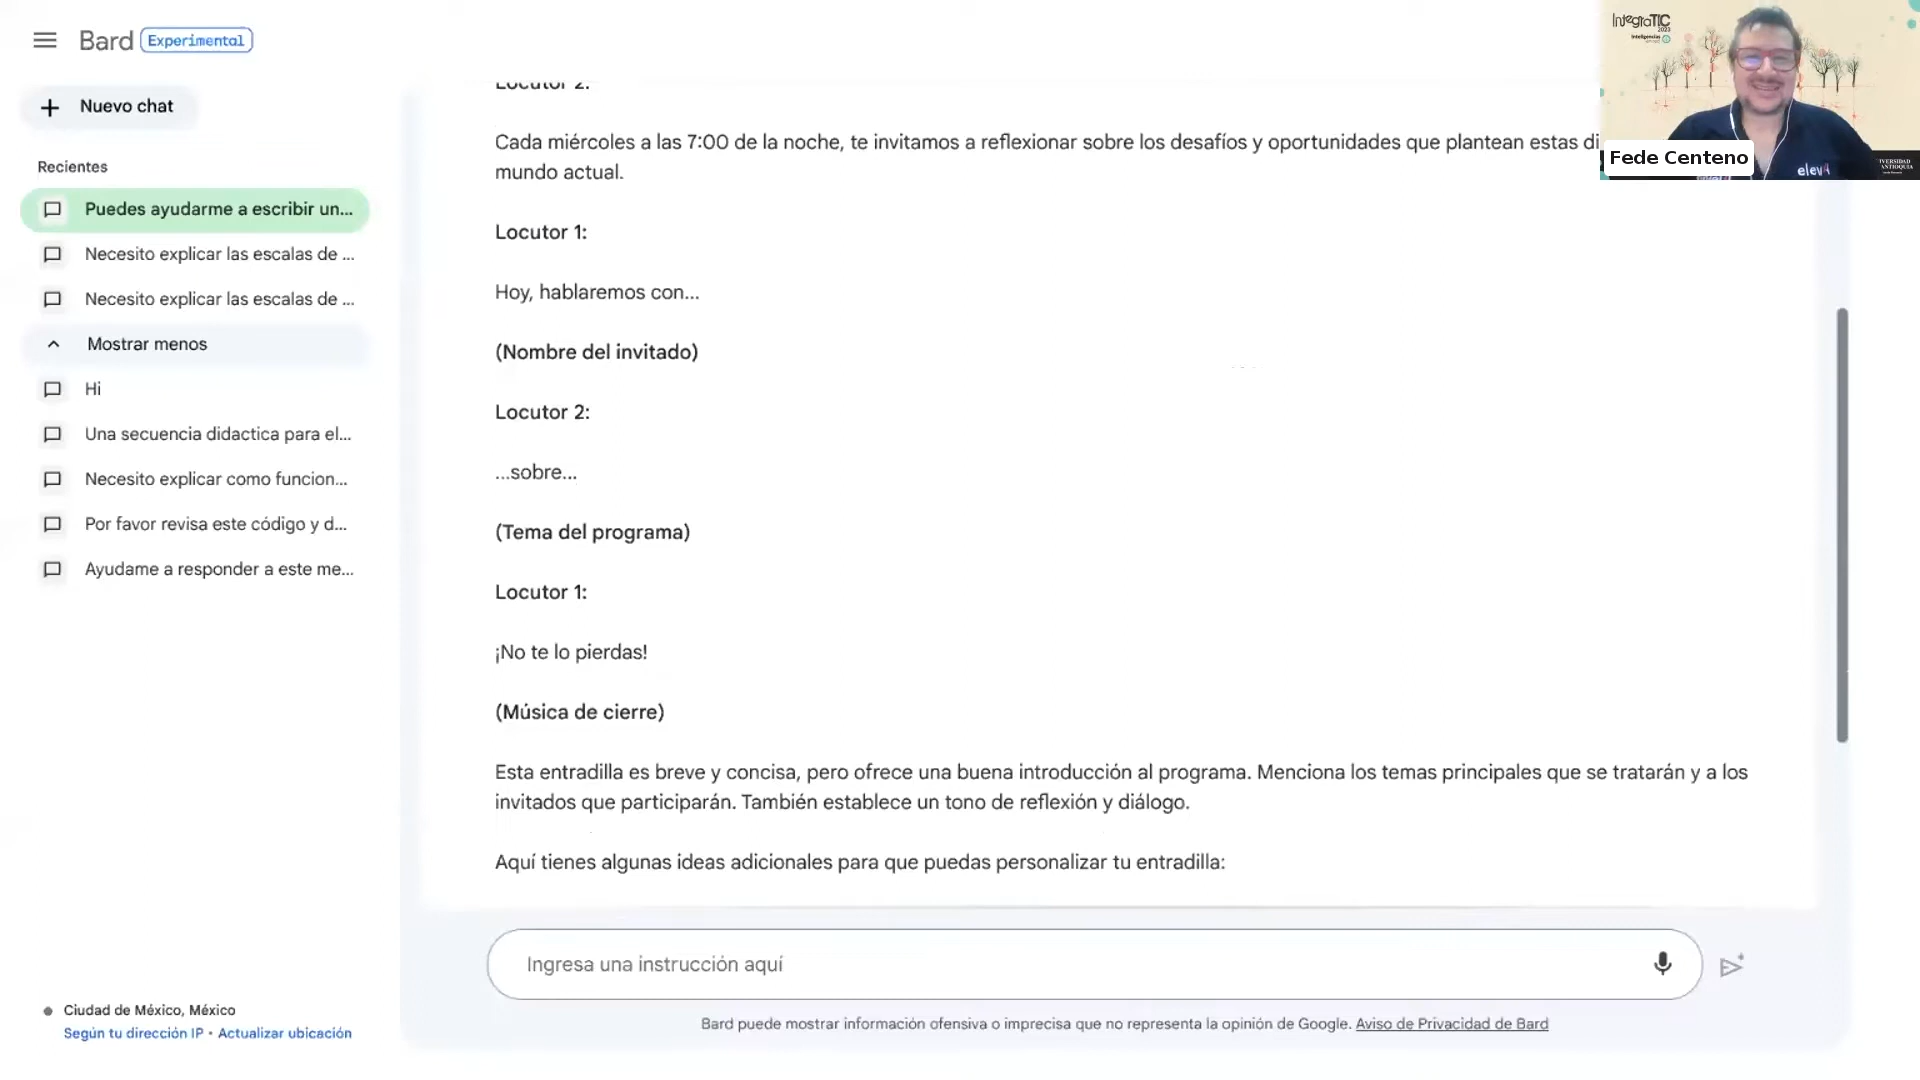 Bard Experimental
Nuevo chat
Recientes
Puedes ayudarme a escribir un...
Necesito explicar las escalas de ...
Necesito explicar las escalas de ...
Mostrar menos
Hi
Una secuencia didactica para el...
Necesito explicar como funcion...
Por favor revisa este código y d...
Ayudame a responder a este me...
Ciudad de México, México
Según tu dirección IP • Actualizar ubicación
Locutor 2:
Cada miércoles a las 7:00 de la noche, te invitamos a reflexionar sobre los desafíos y oportunidades que plantean estas di
mundo actual.
Locutor 1:
Hoy, hablaremos con...
(Nombre del invitado)
Locutor 2:
...sobre...
(Tema del programa)
Locutor 1:
¡No te lo pierdas!
(Música de cierre)
Esta entradilla es breve y concisa, pero ofrece una buena introducción al programa. Menciona los temas principales que se tratarán y a los
invitados que participarán. También establece un tono de reflexión y diálogo.
Aquí tienes algunas ideas adicionales para que puedas personalizar tu entradilla:
Ingresa una instrucción aquí
Bard puede mostrar información ofensiva o imprecisa que no representa la opinión de Google. Aviso de Privacidad de Bard
IntegraTIC
2023
Inteligencias
Fede Centeno
elev4